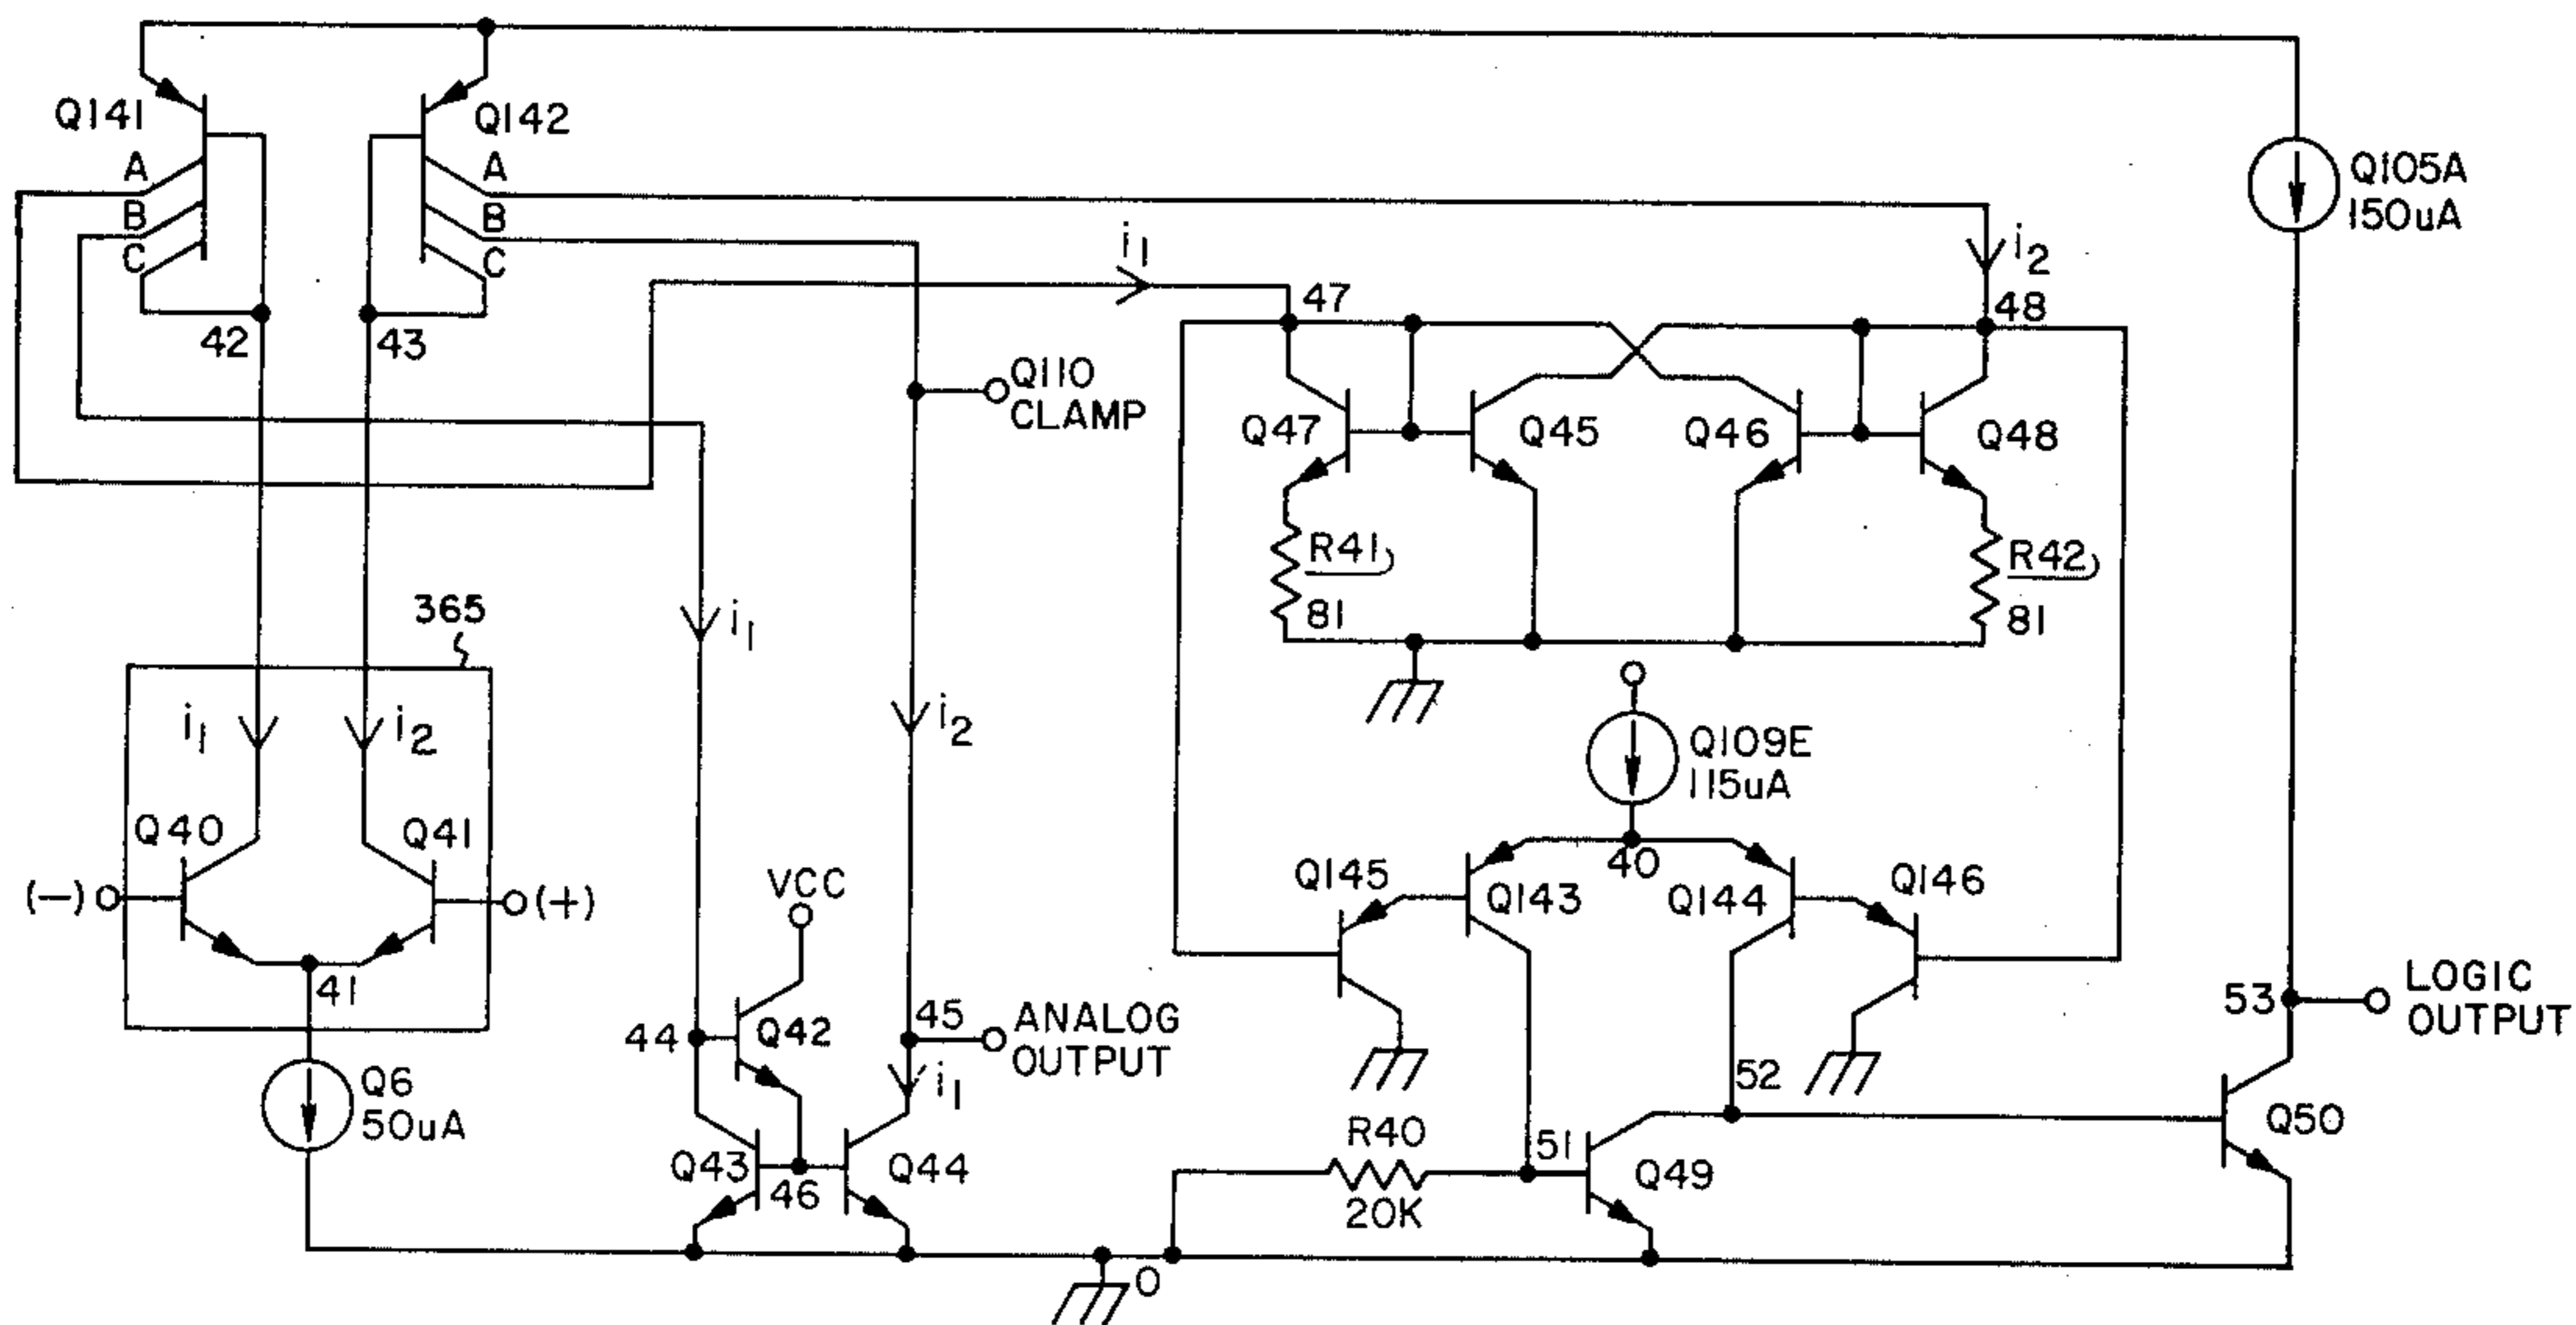 Q141
Q142
A
B
C
A
B
C
42
43
Q105A
150uA
i1
i2
47
48
Q110
CLAMP
Q47
Q45
Q46
Q48
R41
81
R42
81
365
i1
i2
i1
i2
Q109E
115uA
Q40
Q41
(-)
(+)
41
Q6
50uA
VCC
44
Q42
45
ANALOG
OUTPUT
i1
Q43
46
Q44
40
Q145
Q143
Q144
Q146
52
51
R40
20K
Q49
Q50
53
LOGIC
OUTPUT
0